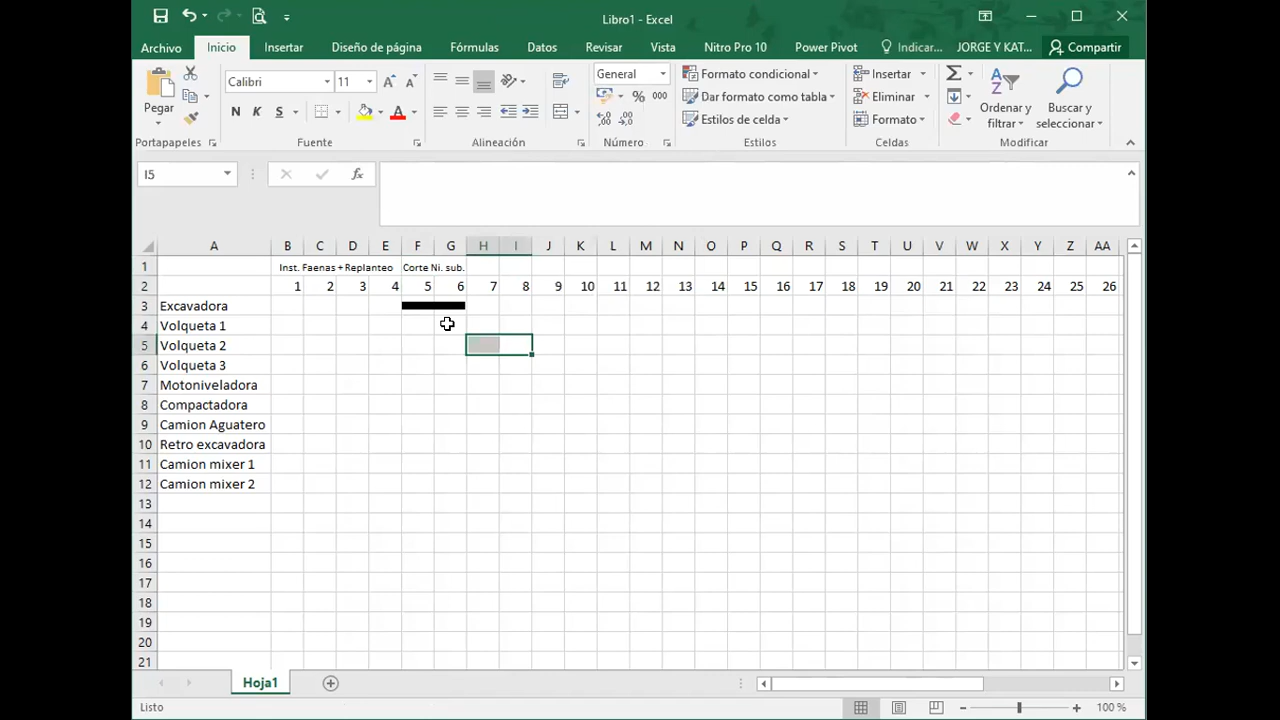 Libro1 - Excel
Archivo Inicio Insertar Diseño de página Fórmulas Datos Revisar Vista Nitro Pro 10 Power Pivot Indicar... JORGE Y KAT... Compartir
Pegar
Calibri 11
N K S
General
% 000
Formato condicional
Dar formato como tabla
Estilos de celda
Insertar
Eliminar
Formato
Ordenar y filtrar
Buscar y seleccionar
Portapapeles Fuente Alineación Número Estilos Celdas Modificar
I5 fx
A B C D E F G H I J K L M N O P Q R S T U V W X Y Z AA
1 Inst. Faenas + Replanteo Corte Ni. sub.
2 1 2 3 4 5 6 7 8 9 10 11 12 13 14 15 16 17 18 19 20 21 22 23 24 25 26
3 Excavadora
4 Volqueta 1
5 Volqueta 2
6 Volqueta 3
7 Motoniveladora
8 Compactadora
9 Camion Aguatero
10 Retro excavadora
11 Camion mixer 1
12 Camion mixer 2
13
14
15
16
17
18
19
20
21
Hoja1
Listo 100 %